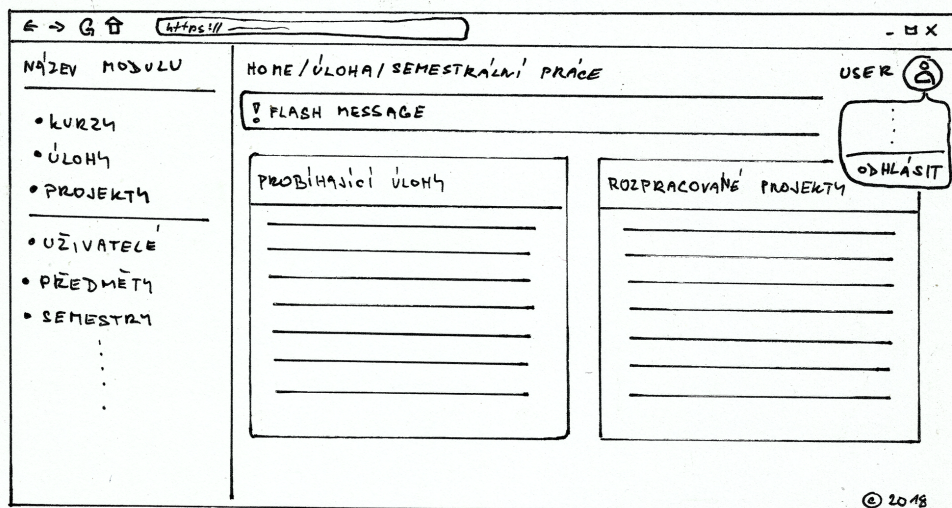 https://
NÁZEV MODULU
• KURZY
• ÚLOHY
• PROJEKTY
• UŽIVATELÉ
• PŘEDMĚTY
• SEMESTRY
HOME / ÚLOHA / SEMESTRÁLNÍ PRÁCE
USER
! FLASH MESSAGE
ODHLÁSIT
PROBÍHAJÍCÍ ÚLOHY
ROZPRACOVANÉ PROJEKTY
© 2018